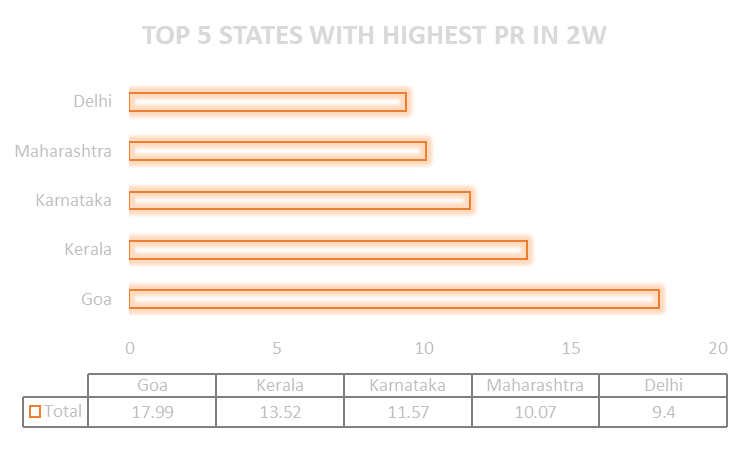 TOP 5 STATES WITH HIGHEST PR IN 2W
Delhi
Maharashtra
Karnataka
Kerala
Goa
0 5 10 15 20
Goa Kerala Karnataka Maharashtra Delhi
Total 17.99 13.52 11.57 10.07 9.4